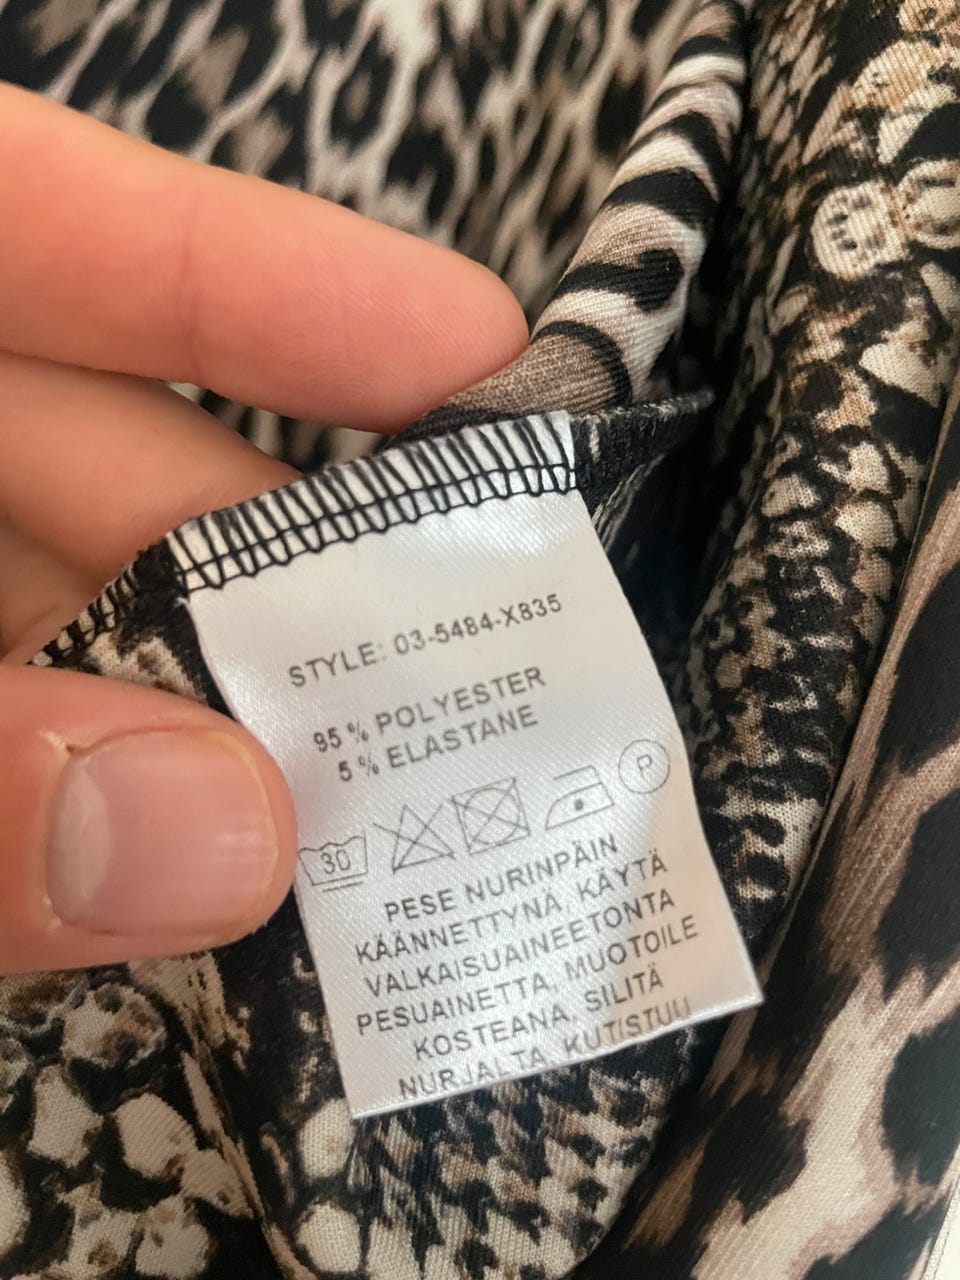 STYLE: 03-5484-X835
95 % POLYESTER
5 % ELASTANE
30 P
PESE NURINPÄIN
KÄÄNNETTYNÄ, KÄYTÄ
VALKAISUAINEETONTA
PESUAINETTA, MUOTOILE
KOSTEANA, SILITÄ
NURJALTA, KUTISTUU